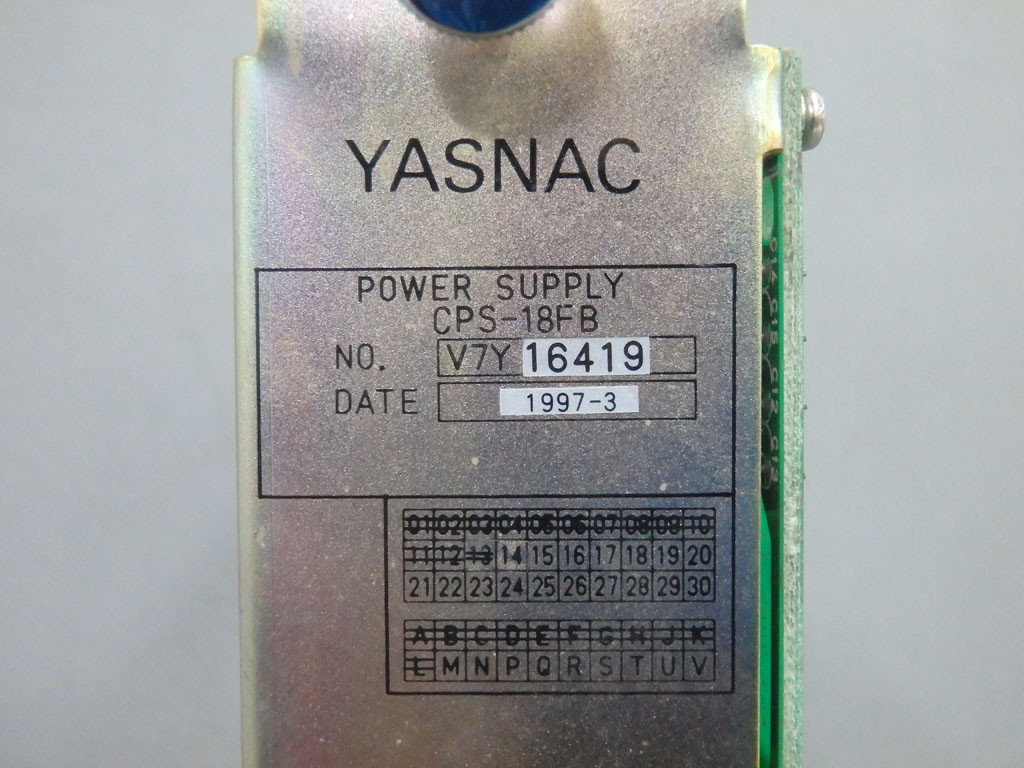 YASNAC
POWER SUPPLY
CPS-18FB
NO. V7Y 16419
DATE 1997-3
01 02 03 04 05 06 07 08 09 10
11 12 13 14 15 16 17 18 19 20
21 22 23 24 25 26 27 28 29 30
A B C D E F G H J K
L M N P Q R S T U V
C12
C13